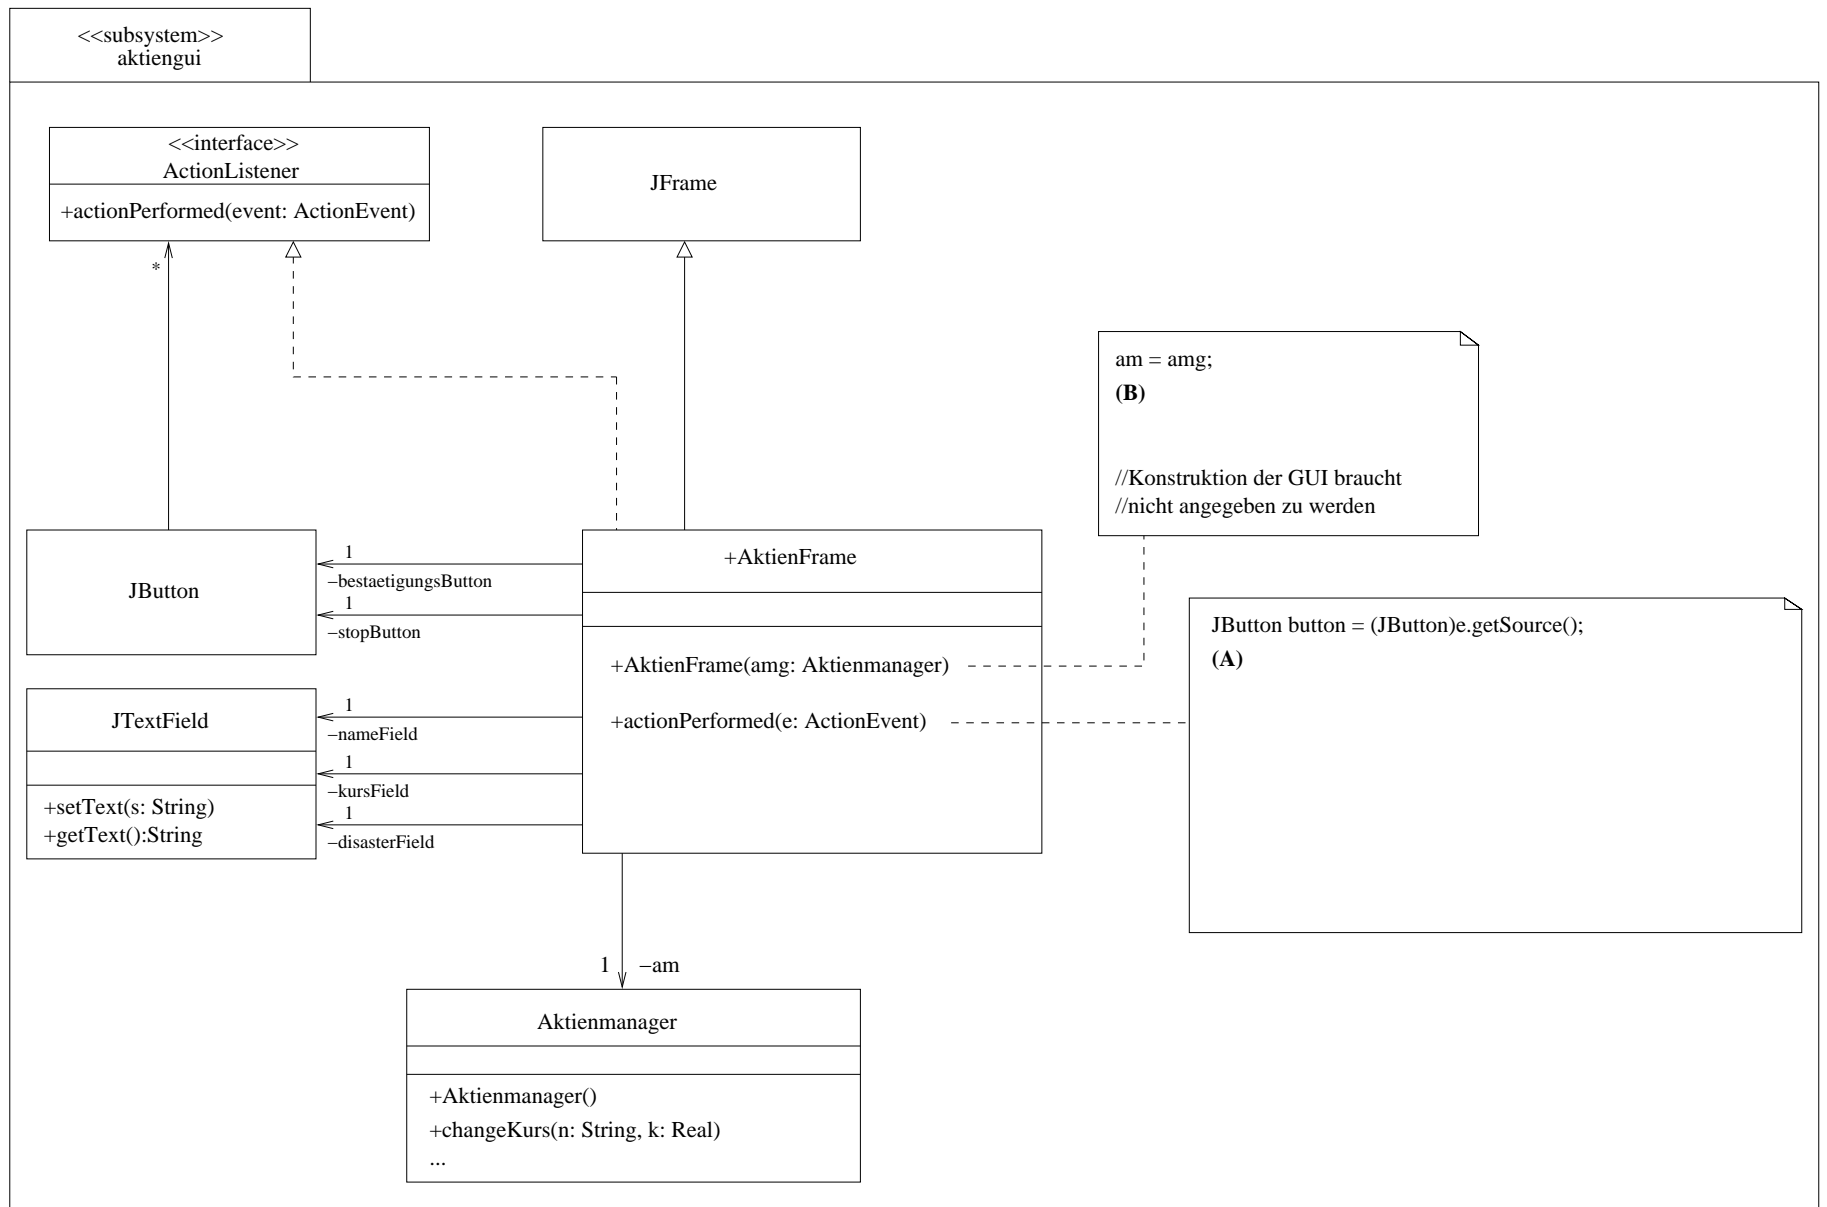 <<subsystem>>
aktiengui
<<interface>>
ActionListener
+actionPerformed(event: ActionEvent)
JFrame
*
am = amg;
(B)
//Konstruktion der GUI braucht
//nicht angegeben zu werden
JButton
1
−bestaetigungsButton
1
−stopButton
+AktienFrame
+AktienFrame(amg: Aktienmanager)
+actionPerformed(e: ActionEvent)
JButton button = (JButton)e.getSource();
(A)
JTextField
+setText(s: String)
+getText():String
1
−nameField
1
−kursField
1
−disasterField
1 −am
Aktienmanager
+Aktienmanager()
+changeKurs(n: String, k: Real)
...